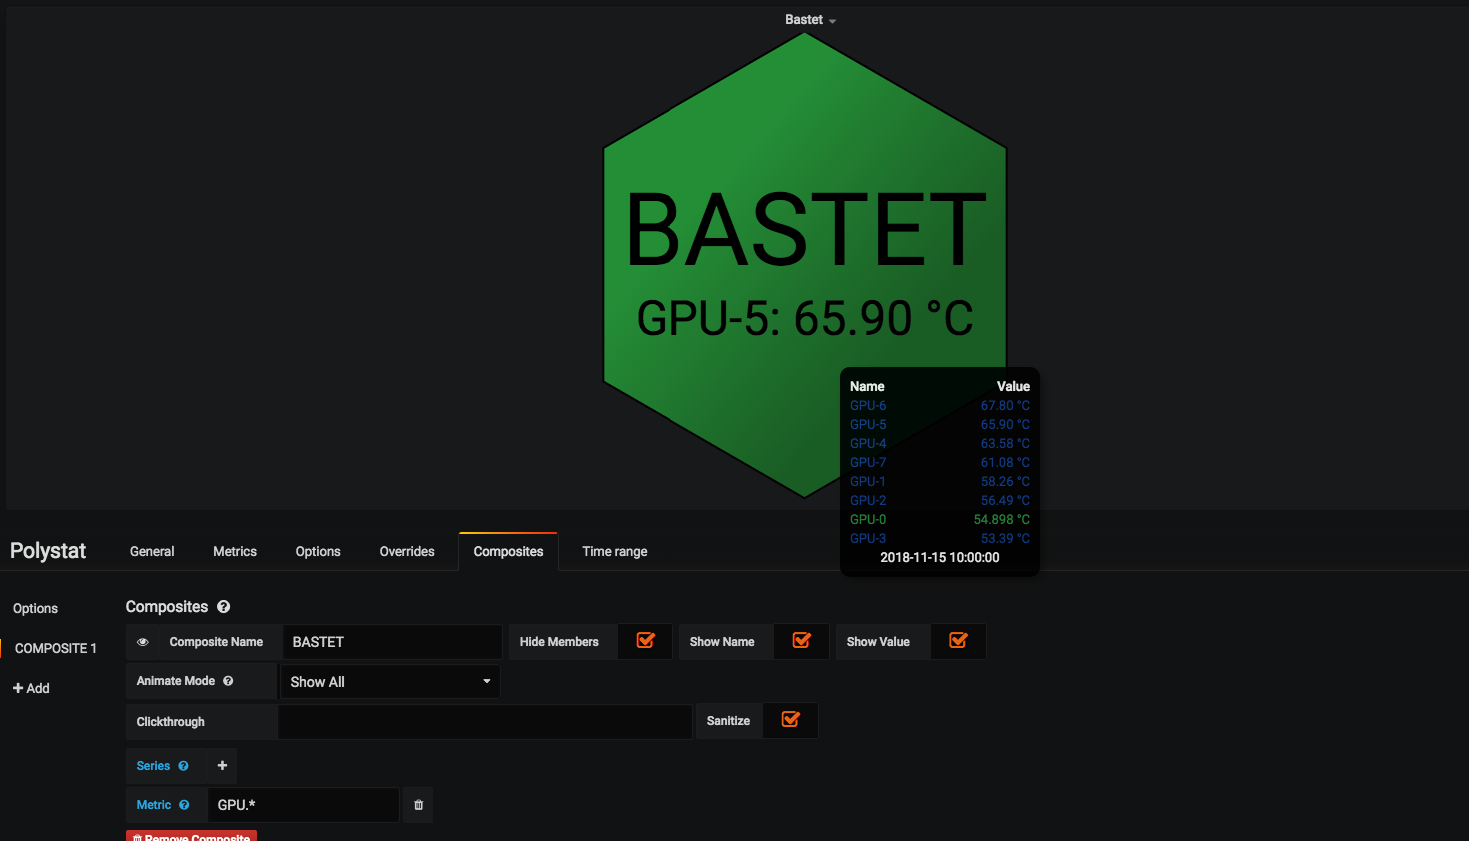 Bastet
BASTET
GPU-5: 65.90 °C
Name Value
GPU-6 67.80 °C
GPU-5 65.90 °C
GPU-4 63.58 °C
GPU-7 61.08 °C
GPU-1 58.26 °C
GPU-2 56.49 °C
GPU-0 54.898 °C
GPU-3 53.39 °C
2018-11-15 10:00:00
Polystat General Metrics Options Overrides Composites Time range
Options
COMPOSITE 1
Add
Composites
Composite Name BASTET Hide Members Show Name Show Value
Animate Mode Show All
Clickthrough Sanitize
Series
Metric GPU.*
Remove Composite